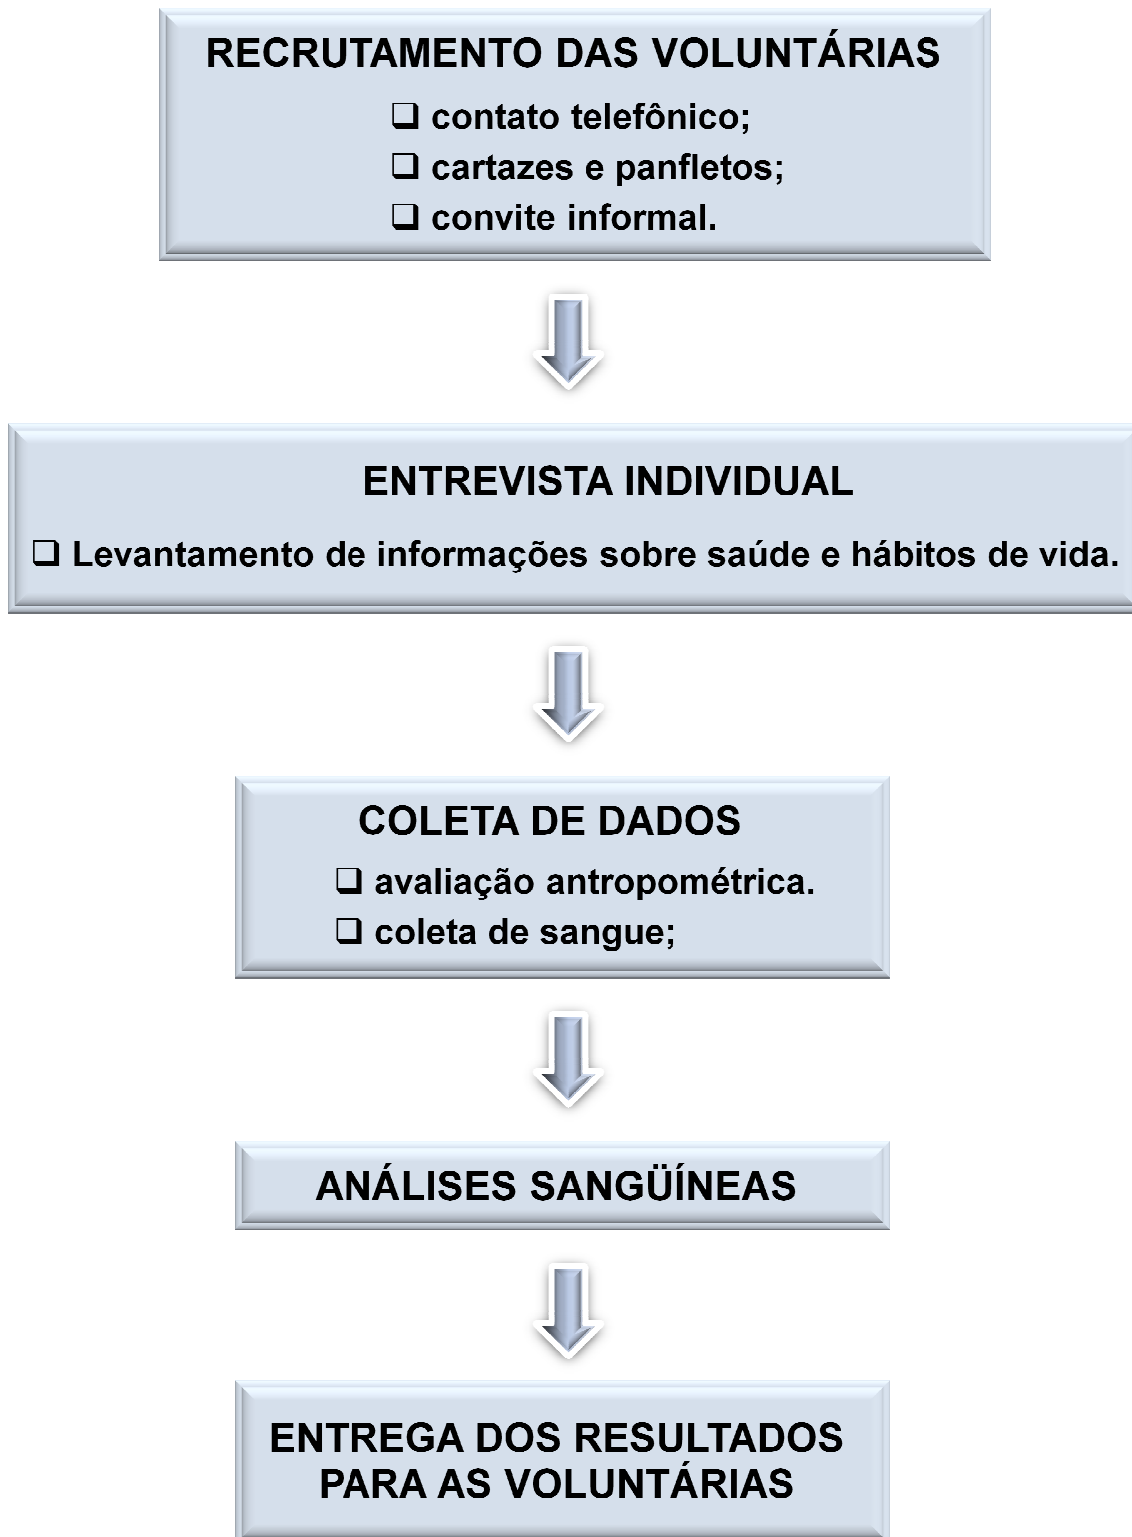 RECRUTAMENTO DAS VOLUNTÁRIAS
❑ contato telefônico;
❑ cartazes e panfletos;
❑ convite informal.
ENTREVISTA INDIVIDUAL
❑ Levantamento de informações sobre saúde e hábitos de vida.
COLETA DE DADOS
❑ avaliação antropométrica.
❑ coleta de sangue;
ANÁLISES SANGÜÍNEAS
ENTREGA DOS RESULTADOS
PARA AS VOLUNTÁRIAS